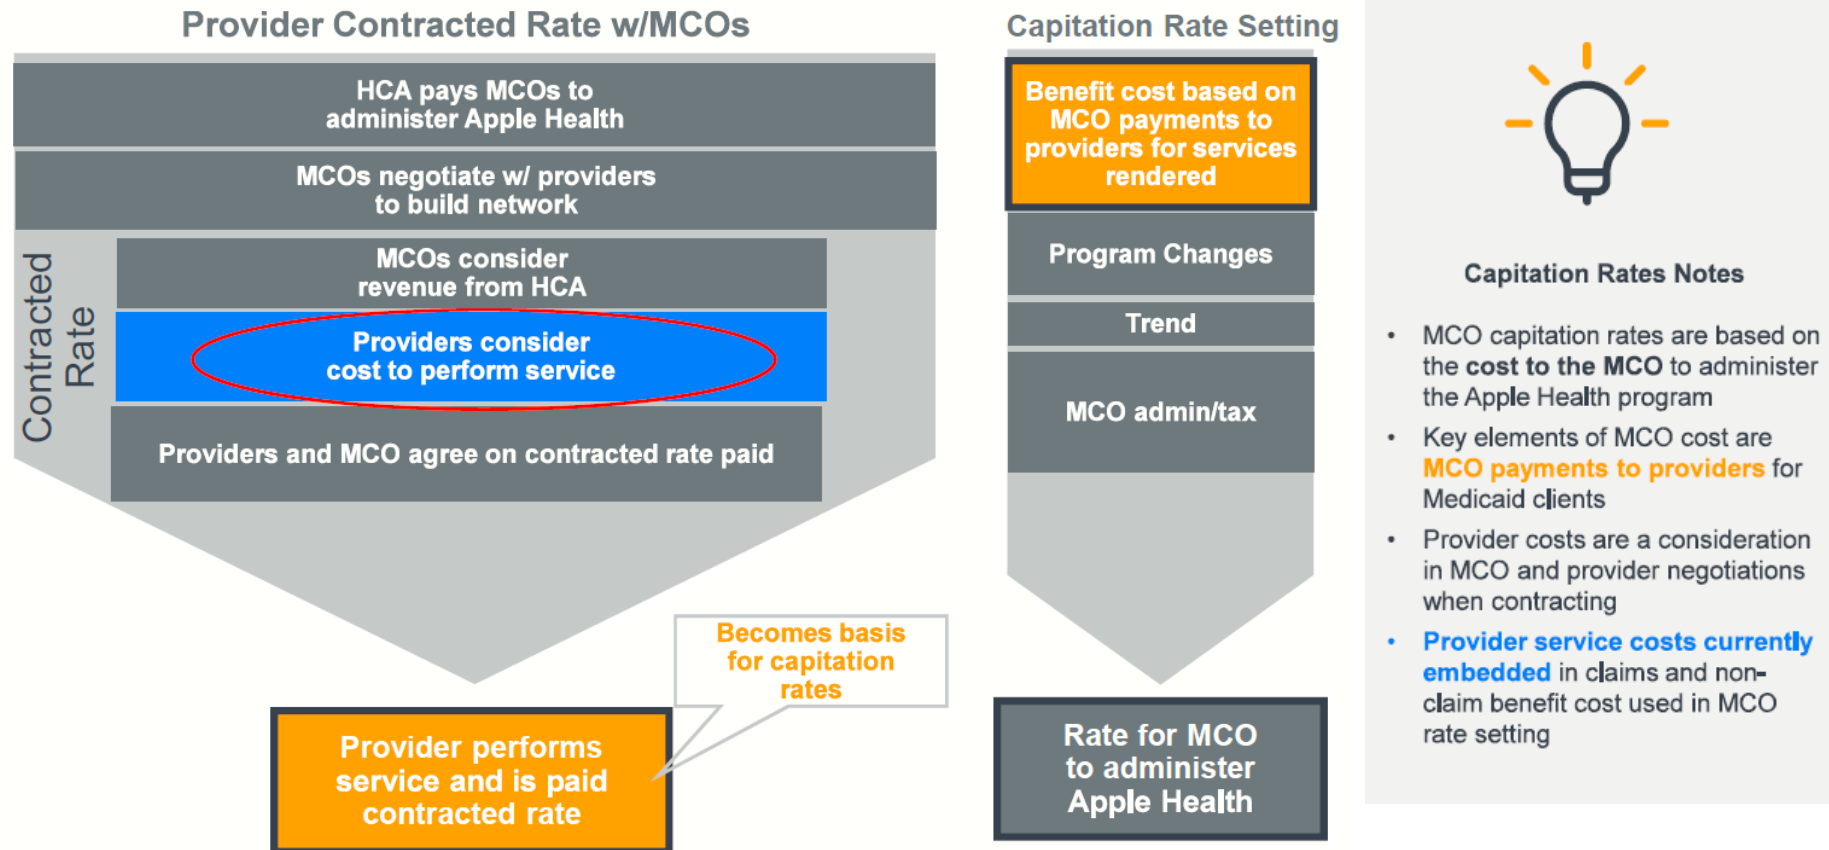 Provider Contracted Rate w/MCOs
HCA pays MCOs to
administer Apple Health
MCOs negotiate w/ providers
to build network
Contracted
Rate
MCOs consider
revenue from HCA
Providers consider
cost to perform service
Providers and MCO agree on contracted rate paid
Becomes basis
for capitation
rates
Provider performs
service and is paid
contracted rate
Capitation Rate Setting
Benefit cost based on
MCO payments to
providers for services
rendered
Program Changes
Trend
MCO admin/tax
Rate for MCO
to administer
Apple Health
Capitation Rates Notes
• MCO capitation rates are based on
the cost to the MCO to administer
the Apple Health program
• Key elements of MCO cost are
MCO payments to providers for
Medicaid clients
• Provider costs are a consideration
in MCO and provider negotiations
when contracting
• Provider service costs currently
embedded in claims and non-
claim benefit cost used in MCO
rate setting